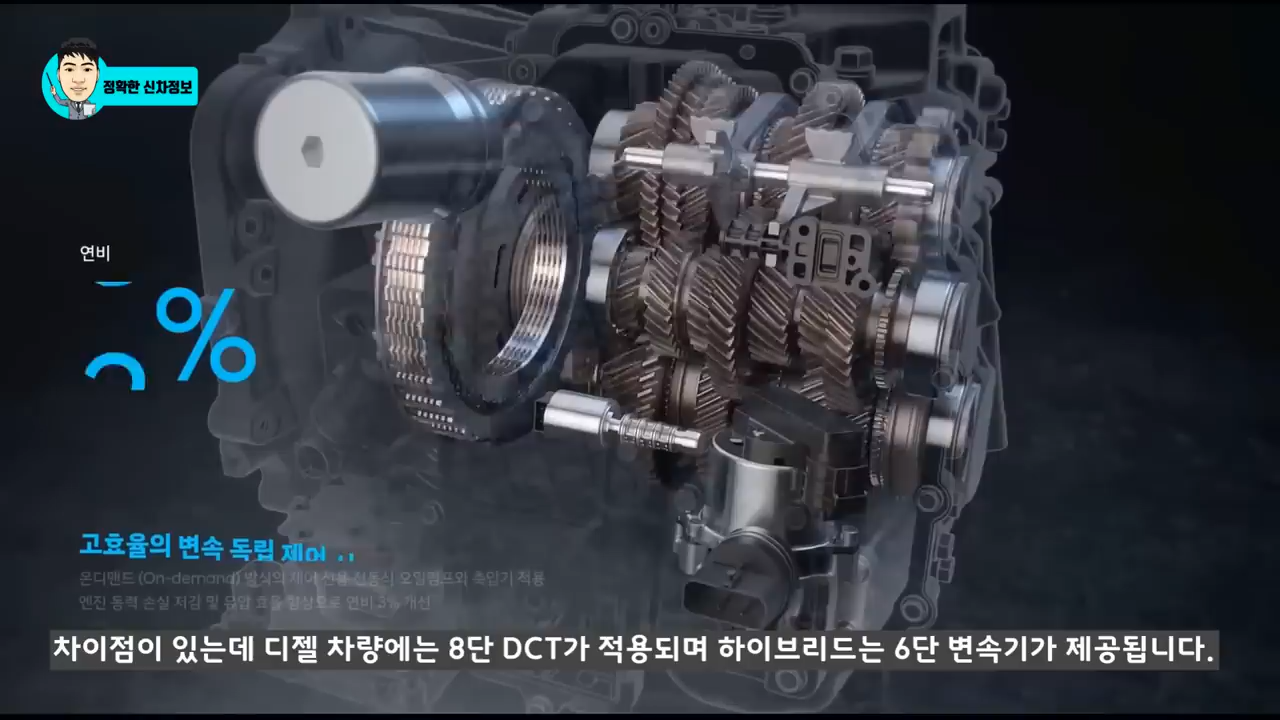 정확한 신차정보
연비
%
고효율의 변속 독립 제어
온디맨드 (On-demand) 방식의 제어 전용 전동식 오일펌프와 축압기 적용
엔진 동력 손실 저감 및 유압 효율 향상으로 연비 3% 개선
차이점이 있는데 디젤 차량에는 8단 DCT가 적용되며 하이브리드는 6단 변속기가 제공됩니다.